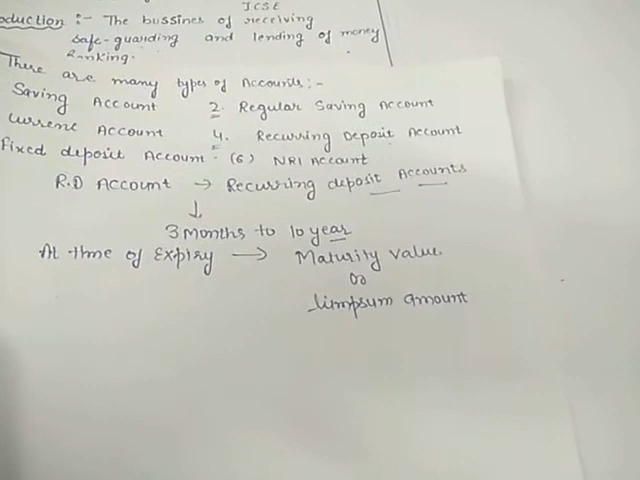 ICSE
oduction :- The bussines of receiving
safe-guarding and lending of money
Banking.
There are many types of Accounts :-
Saving Account 2. Regular Saving Account
Current Account 4. Recurring Deposit Account
Fixed deposit Account. (6) NRI Account
R.D Account → Recurring deposit Accounts
↓
3 Months to 10 year
At time of Expiry → Maturity value
or
limpsum amount